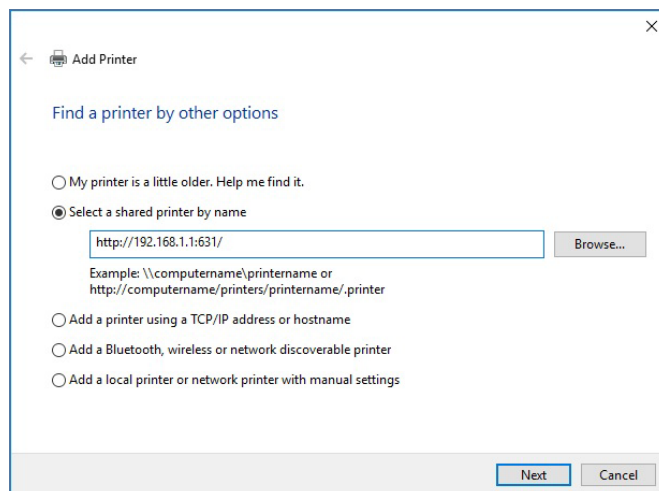 Add Printer
Find a printer by other options
My printer is a little older. Help me find it.
Select a shared printer by name
http://192.168.1.1:631/
Browse...
Example: \\computername\printername or
http://computername/printers/printername/.printer
Add a printer using a TCP/IP address or hostname
Add a Bluetooth, wireless or network discoverable printer
Add a local printer or network printer with manual settings
Next
Cancel